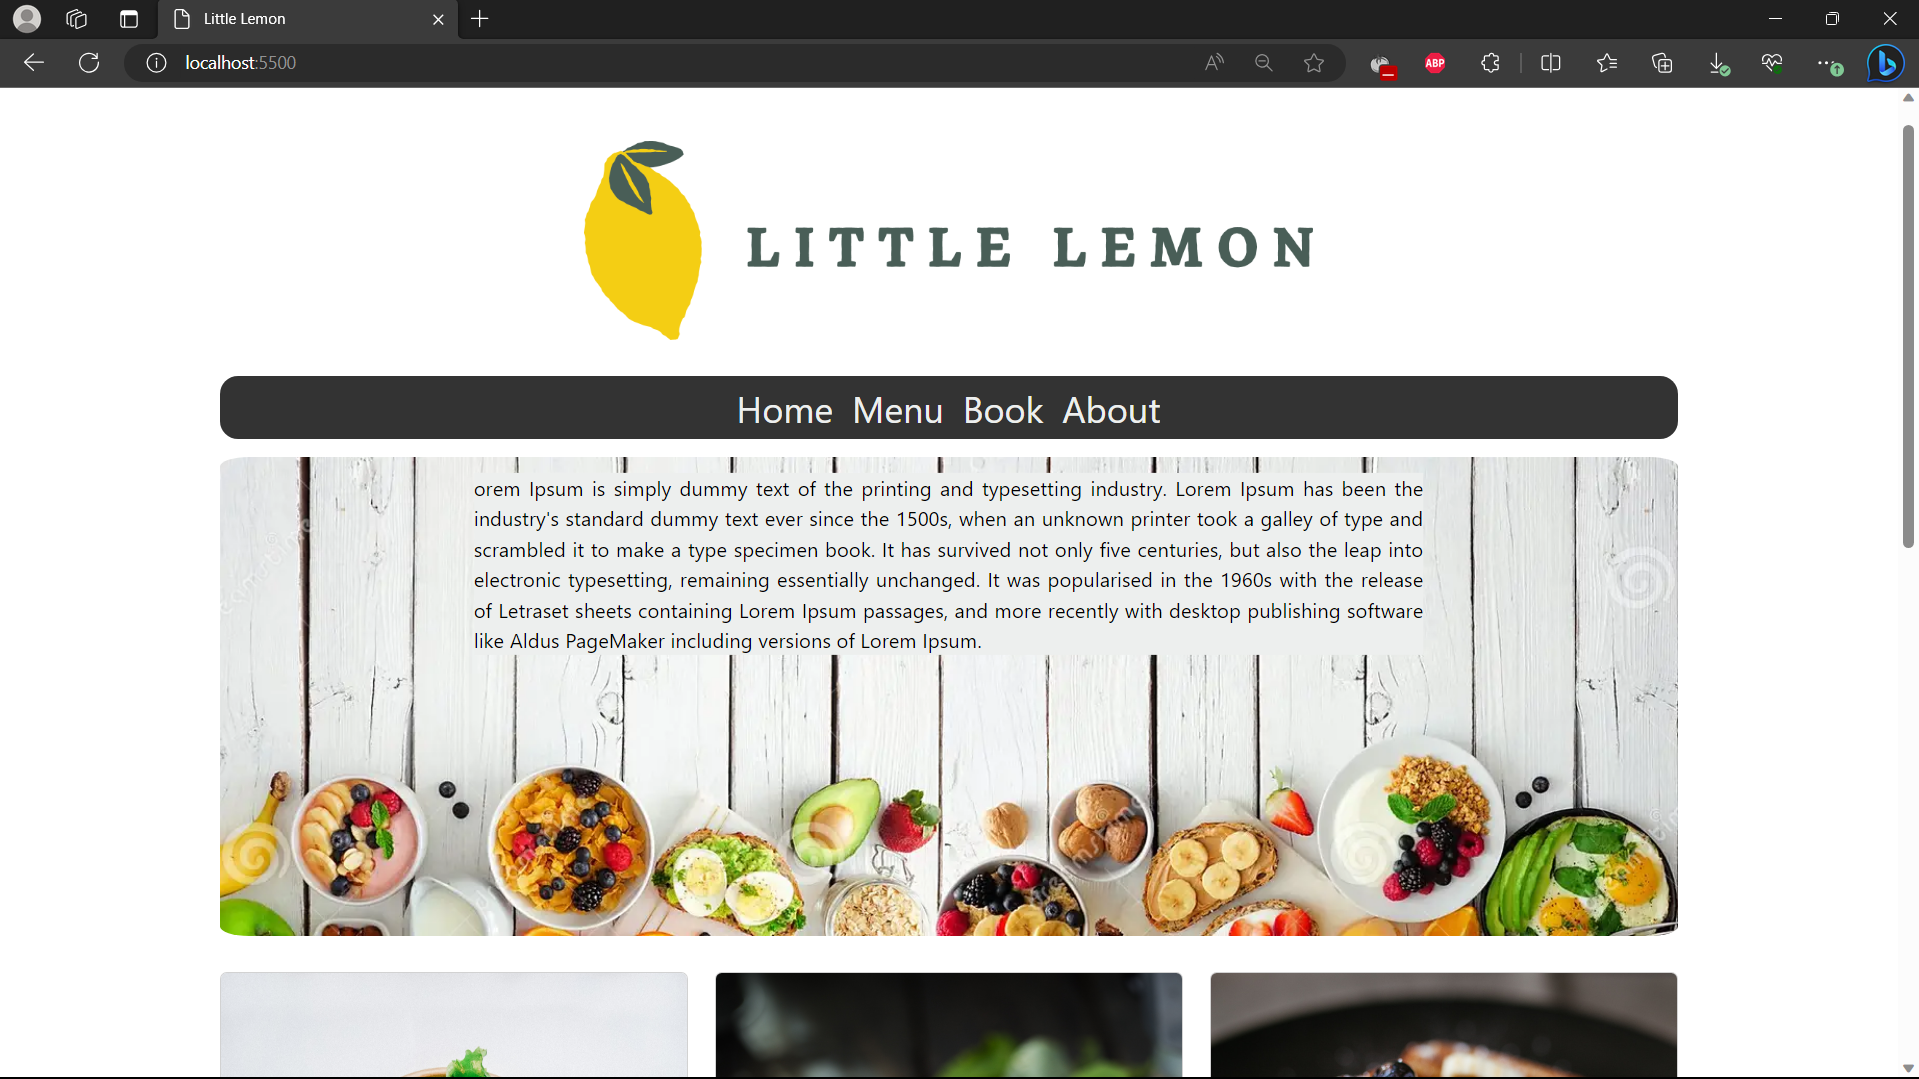 Little Lemon
localhost:5500
ABP
LITTLE LEMON
Home Menu Book About
orem Ipsum is simply dummy text of the printing and typesetting industry. Lorem Ipsum has been the
industry's standard dummy text ever since the 1500s, when an unknown printer took a galley of type and
scrambled it to make a type specimen book. It has survived not only five centuries, but also the leap into
electronic typesetting, remaining essentially unchanged. It was popularised in the 1960s with the release
of Letraset sheets containing Lorem Ipsum passages, and more recently with desktop publishing software
like Aldus PageMaker including versions of Lorem Ipsum.